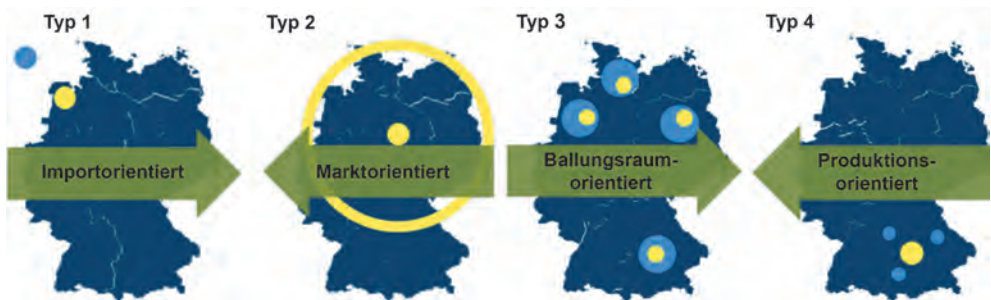 Typ 1
Typ 2
Typ 3
Typ 4
Importorientiert
Marktorientiert
Ballungsraum-
orientiert
Produktions-
orientiert